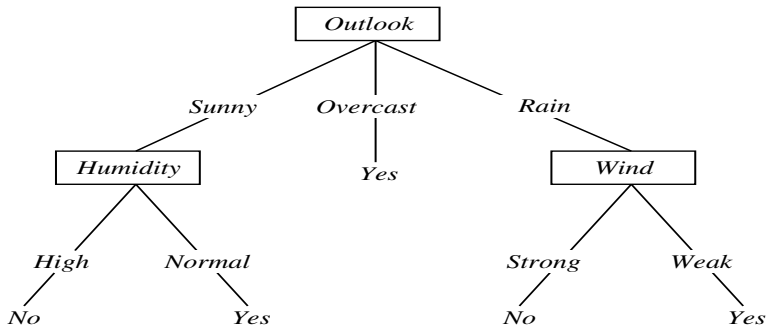 Outlook
Sunny Overcast Rain
Humidity Yes Wind
High Normal Strong Weak
No Yes No Yes